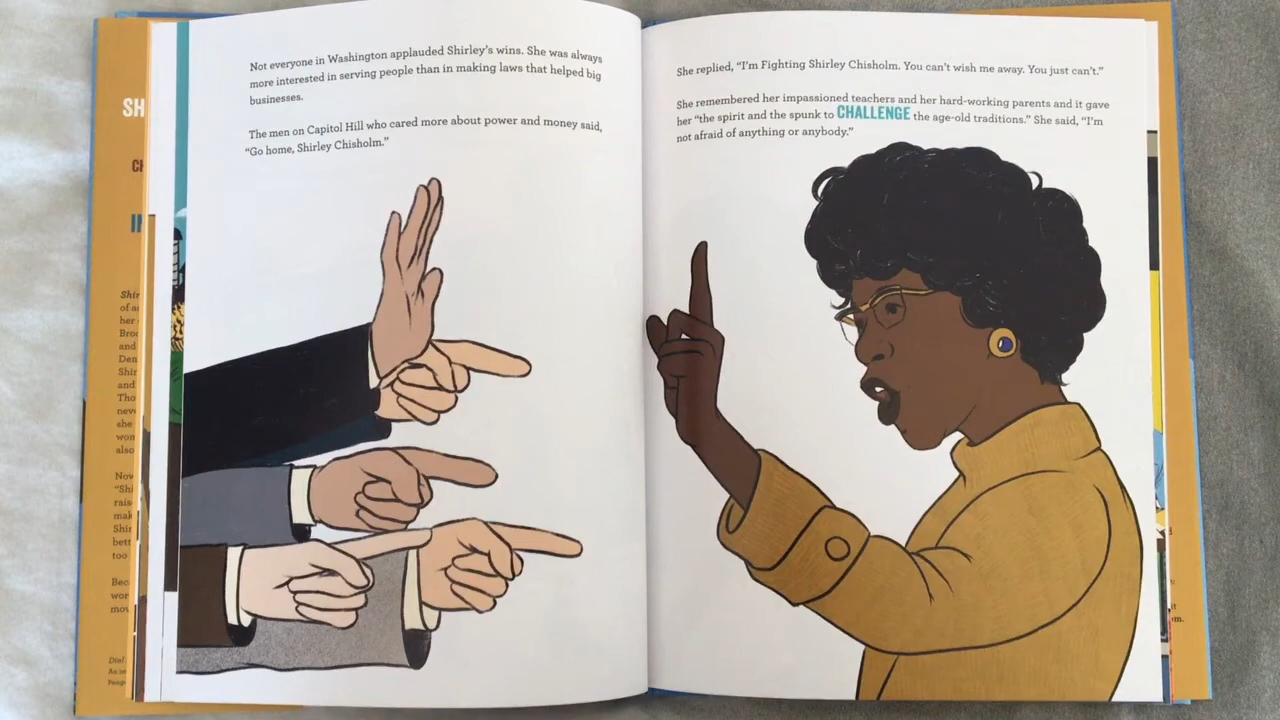 Not everyone in Washington applauded Shirley's wins. She was always
more interested in serving people than in making laws that helped big
businesses.
The men on Capitol Hill who cared more about power and money said,
"Go home, Shirley Chisholm."
She replied, "I'm Fighting Shirley Chisholm. You can't wish me away. You just can't."
She remembered her impassioned teachers and her hard-working parents and it gave
her "the spirit and the spunk to CHALLENGE the age-old traditions." She said, "I'm
not afraid of anything or anybody."